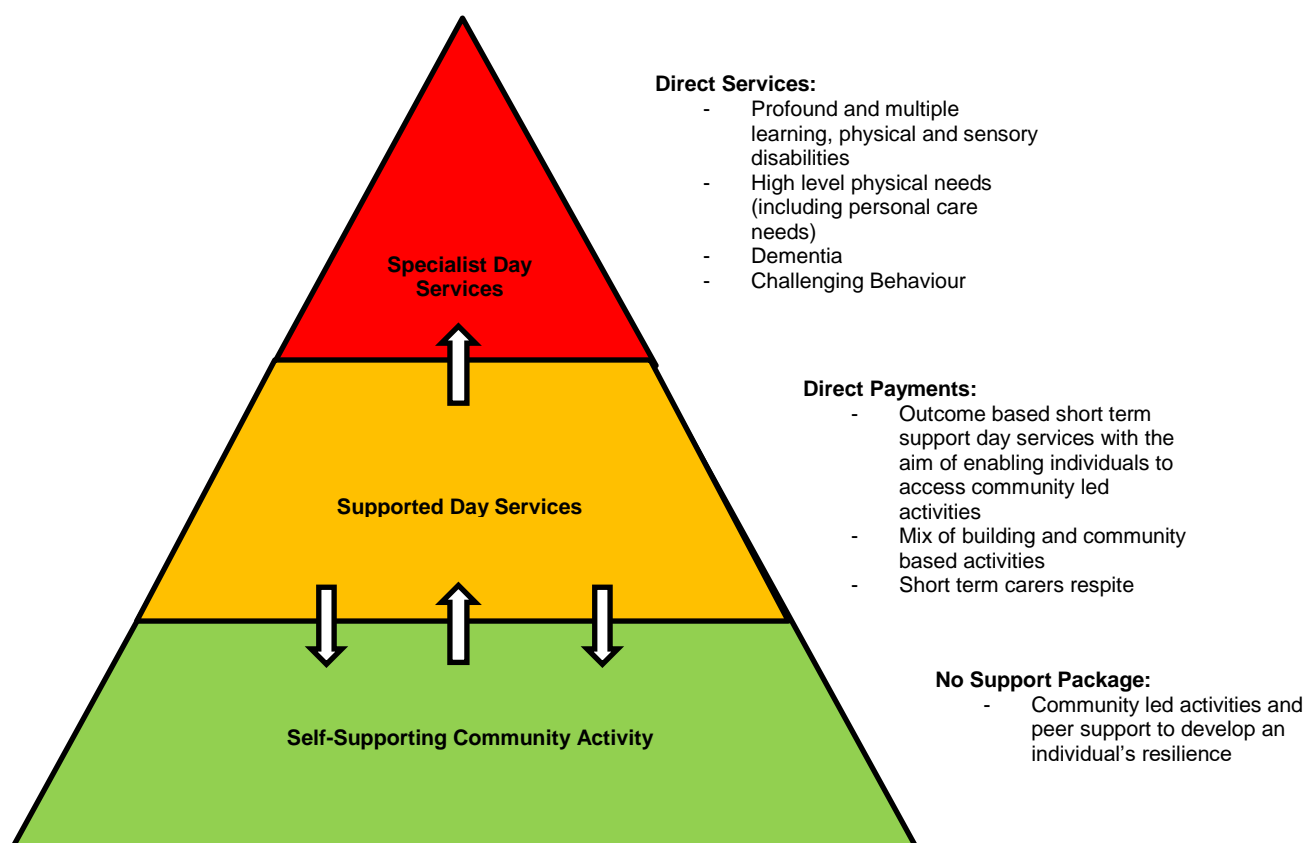 Direct Services:
- Profound and multiple
learning, physical and sensory
disabilities
- High level physical needs
(including personal care
needs)
- Dementia
- Challenging Behaviour
Specialist Day
Services
Direct Payments:
- Outcome based short term
support day services with the
aim of enabling individuals to
access community led
activities
- Mix of building and community
based activities
- Short term carers respite
Supported Day Services
No Support Package:
- Community led activities and
peer support to develop an
individual’s resilience
Self-Supporting Community Activity